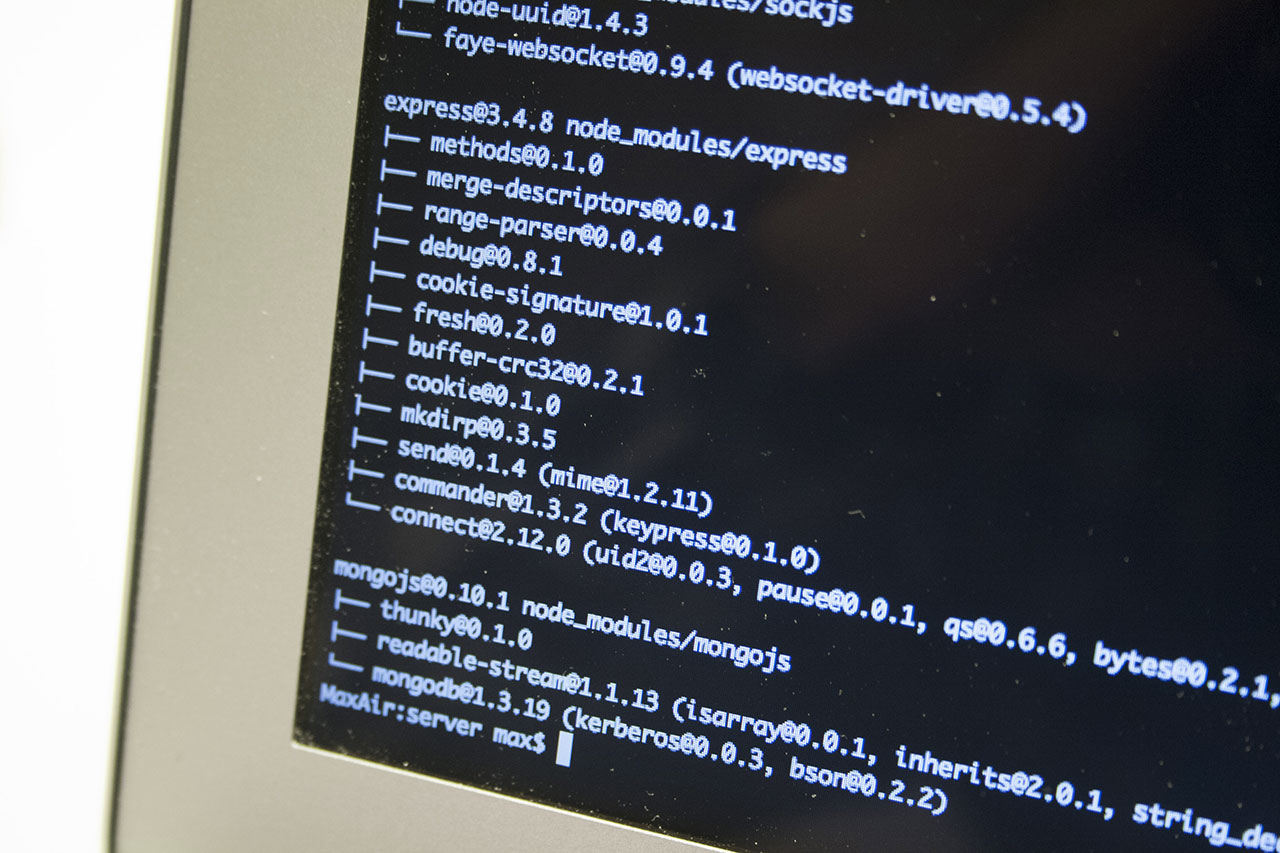 node_modules/sockjs
├── node-uuid@1.4.3
└── faye-websocket@0.9.4 (websocket-driver@0.5.4)
express@3.4.8 node_modules/express
├── methods@0.1.0
├── merge-descriptors@0.0.1
├── range-parser@0.0.4
├── debug@0.8.1
├── cookie-signature@1.0.1
├── fresh@0.2.0
├── buffer-crc32@0.2.1
├── cookie@0.1.0
├── mkdirp@0.3.5
├── send@0.1.4 (mime@1.2.11)
├── commander@1.3.2 (keypress@0.1.0)
└── connect@2.12.0 (uid2@0.0.3, pause@0.0.1, qs@0.6.6, bytes@0.2.1,
mongojs@0.10.1 node_modules/mongojs
├── thunky@0.1.0
├── readable-stream@1.1.13 (isarray@0.0.1, inherits@2.0.1, string_de
└── mongodb@1.3.19 (kerberos@0.0.3, bson@0.2.2)
MaxAir:server max$